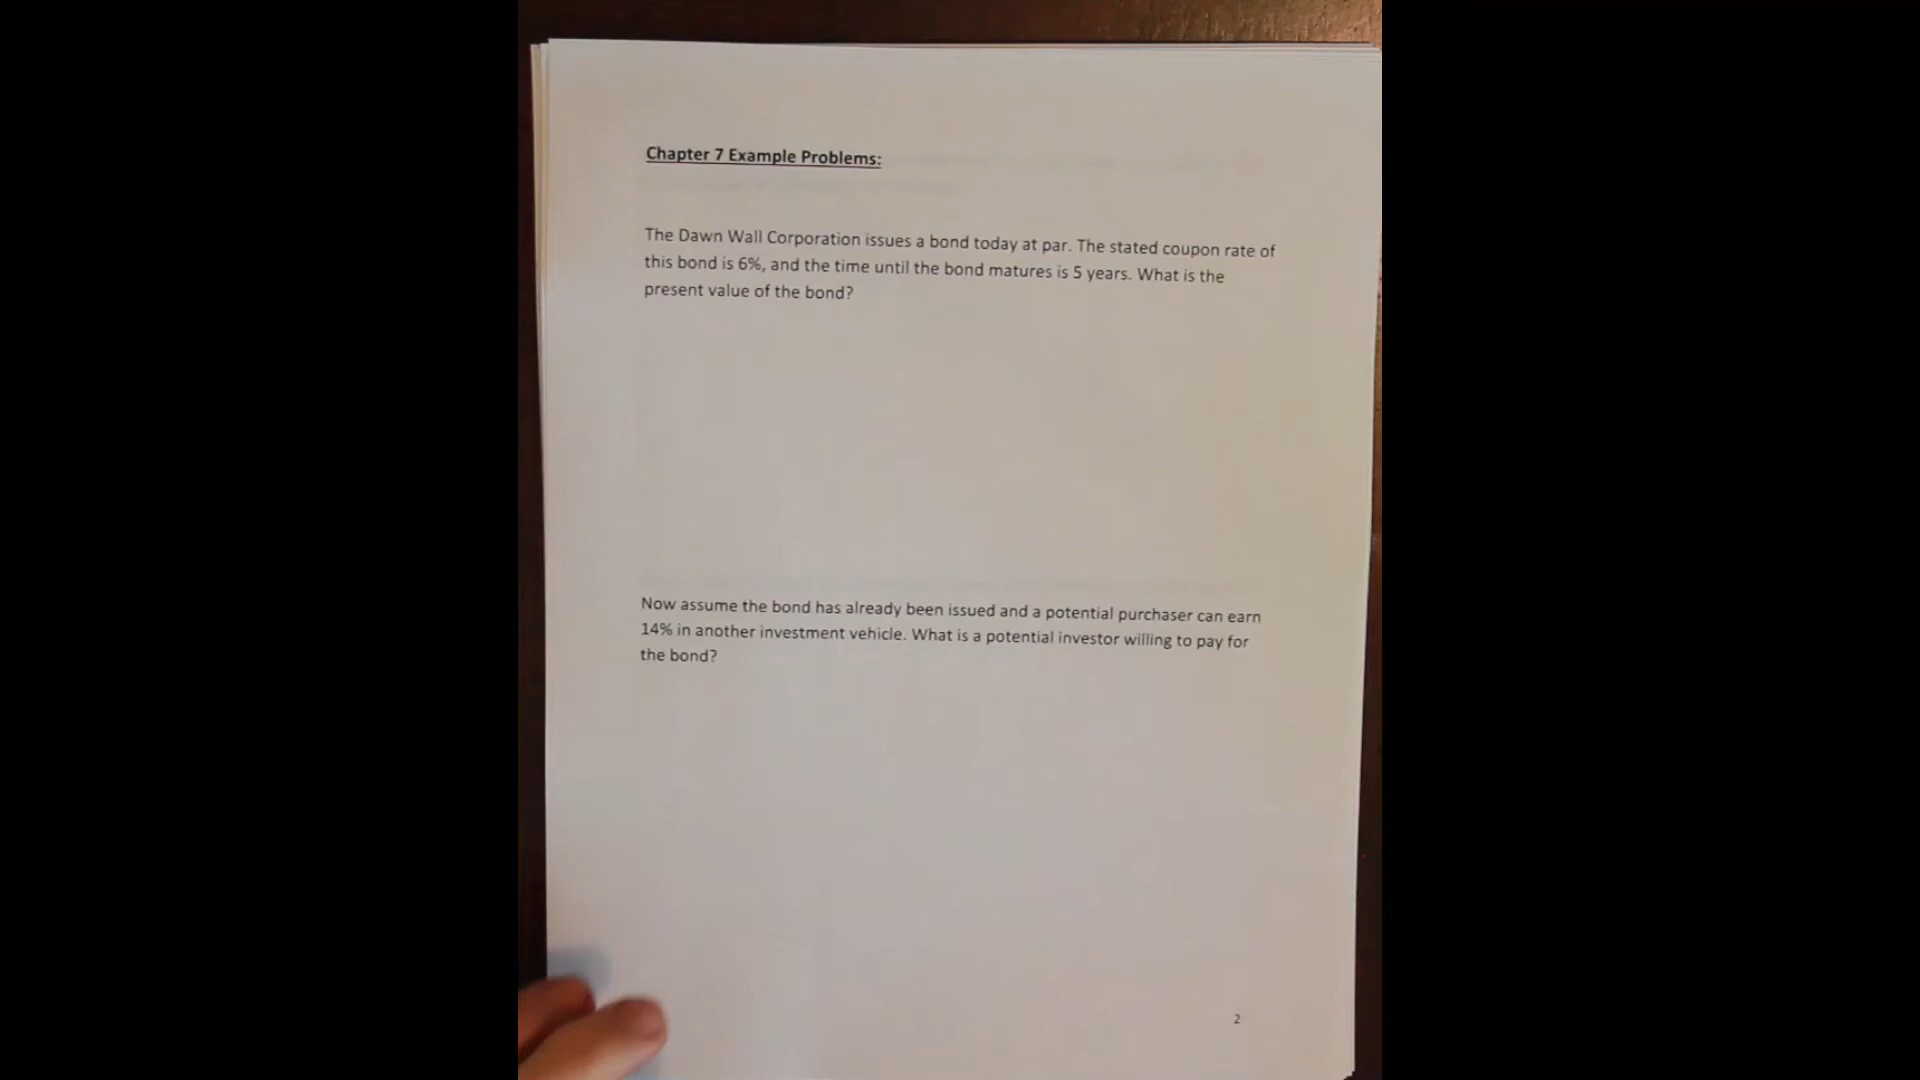 Chapter 7 Example Problems:
The Dawn Wall Corporation issues a bond today at par. The stated coupon rate of
this bond is 6%, and the time until the bond matures is 5 years. What is the
present value of the bond?
Now assume the bond has already been issued and a potential purchaser can earn
14% in another investment vehicle. What is a potential investor willing to pay for
the bond?
2